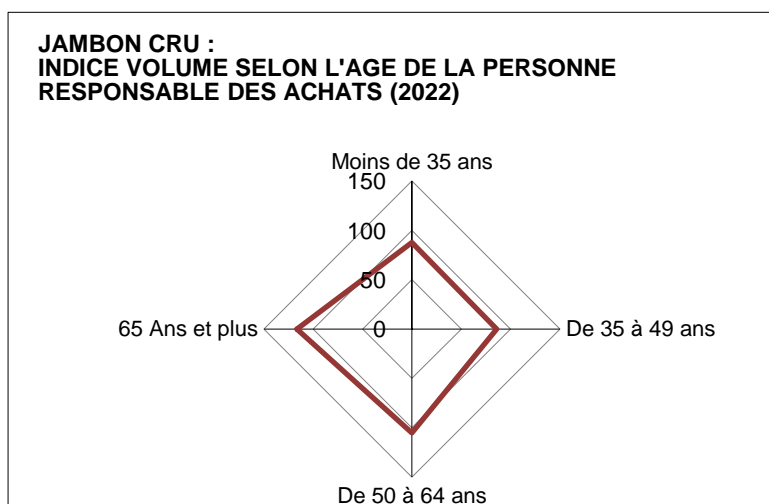 JAMBON CRU :
INDICE VOLUME SELON L'AGE DE LA PERSONNE
RESPONSABLE DES ACHATS (2022)
Moins de 35 ans
150
100
50
65 Ans et plus
0
De 35 à 49 ans
De 50 à 64 ans